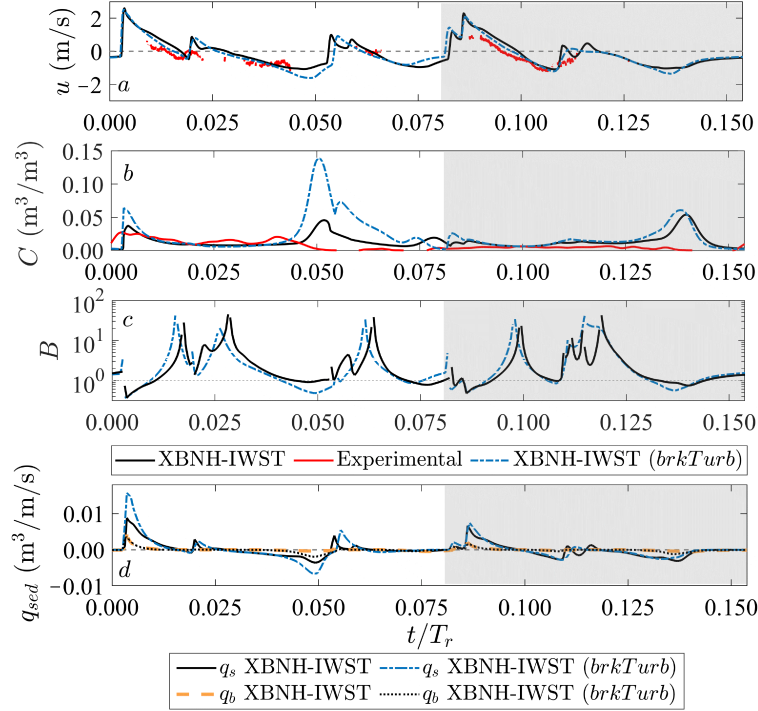 u (m/s)
2
0
−2
a
0.000 0.025 0.050 0.075 0.100 0.125 0.150
C (m³/m³)
0.15
0.10
0.05
0.00
b
0.000 0.025 0.050 0.075 0.100 0.125 0.150
B
10²
10¹
10⁰
c
0.000 0.025 0.050 0.075 0.100 0.125 0.150
XBNH-IWST Experimental XBNH-IWST (brkTurb)
q_sed (m³/m/s)
0.01
0.00
−0.01
d
0.000 0.025 0.050 0.075 0.100 0.125 0.150
t/T_r
q_s XBNH-IWST q_s XBNH-IWST (brkTurb)
q_b XBNH-IWST q_b XBNH-IWST (brkTurb)